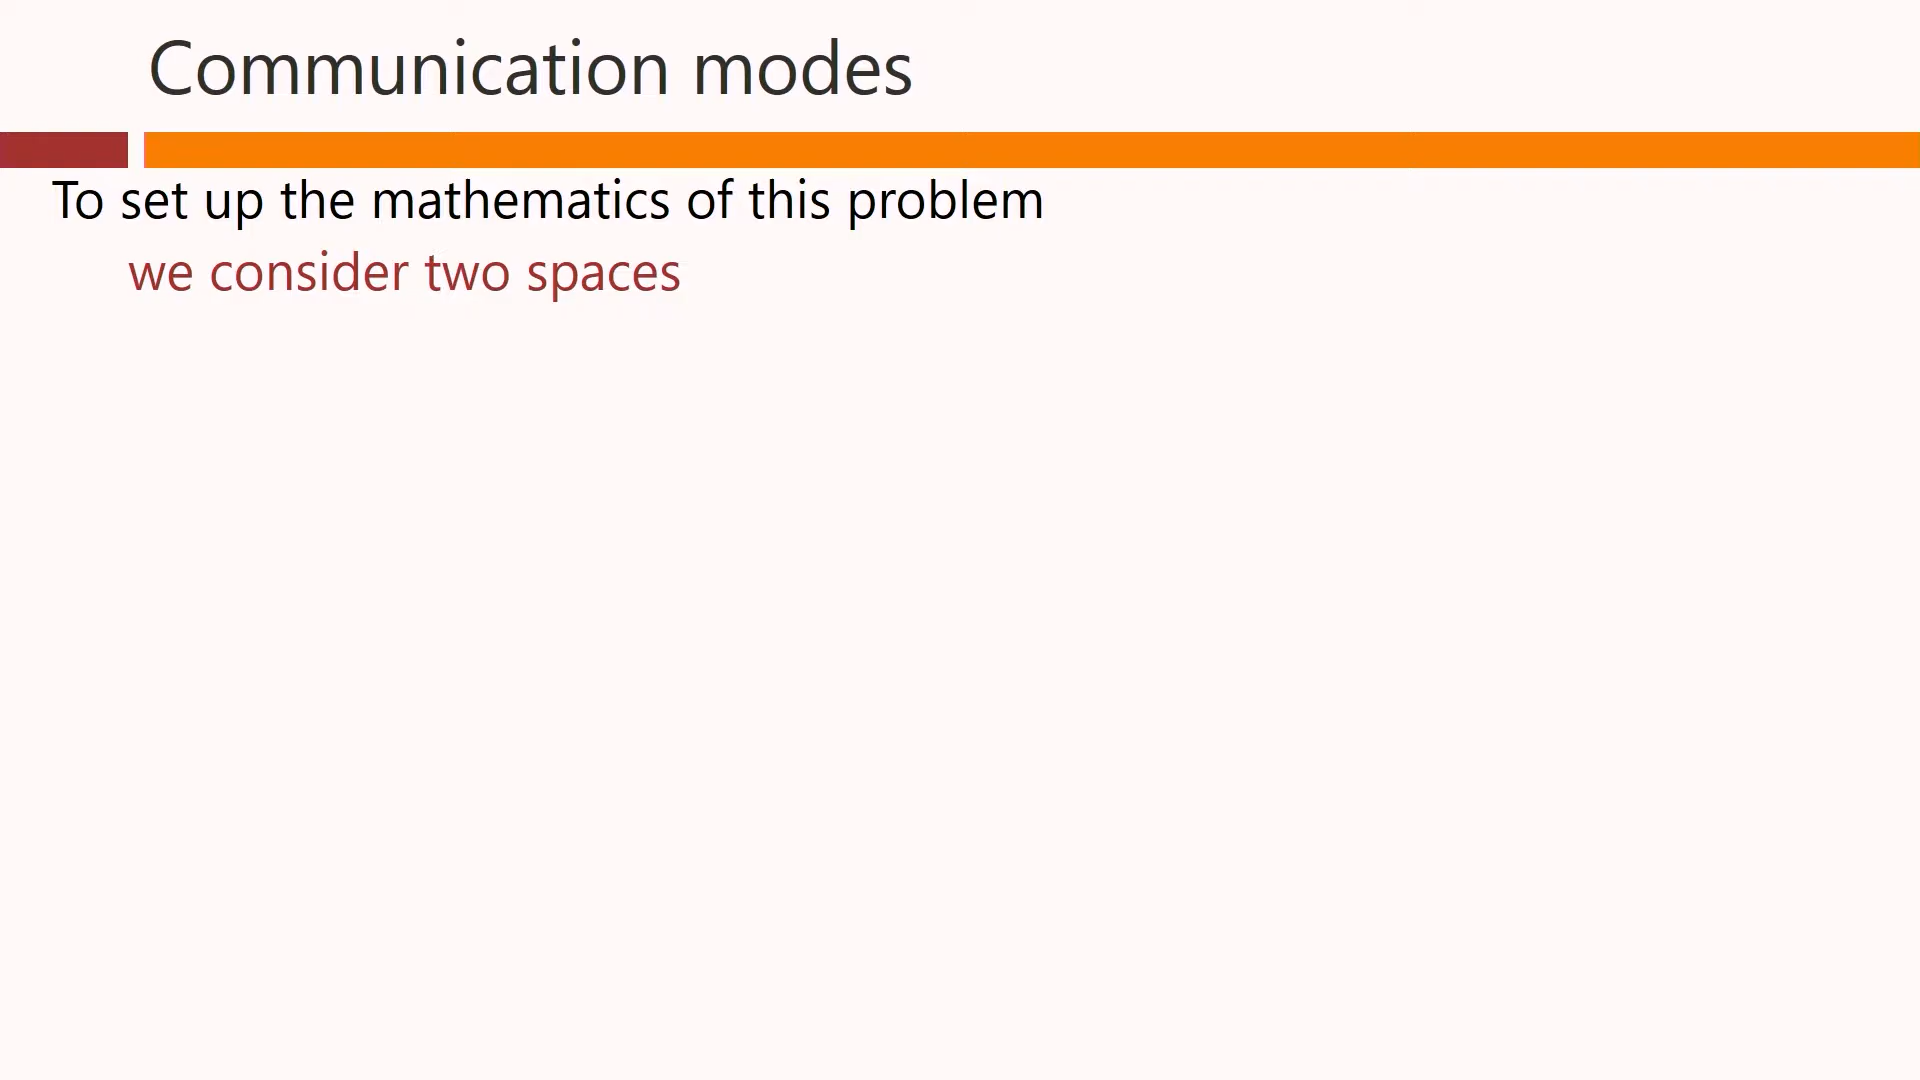 Communication modes
To set up the mathematics of this problem
we consider two spaces